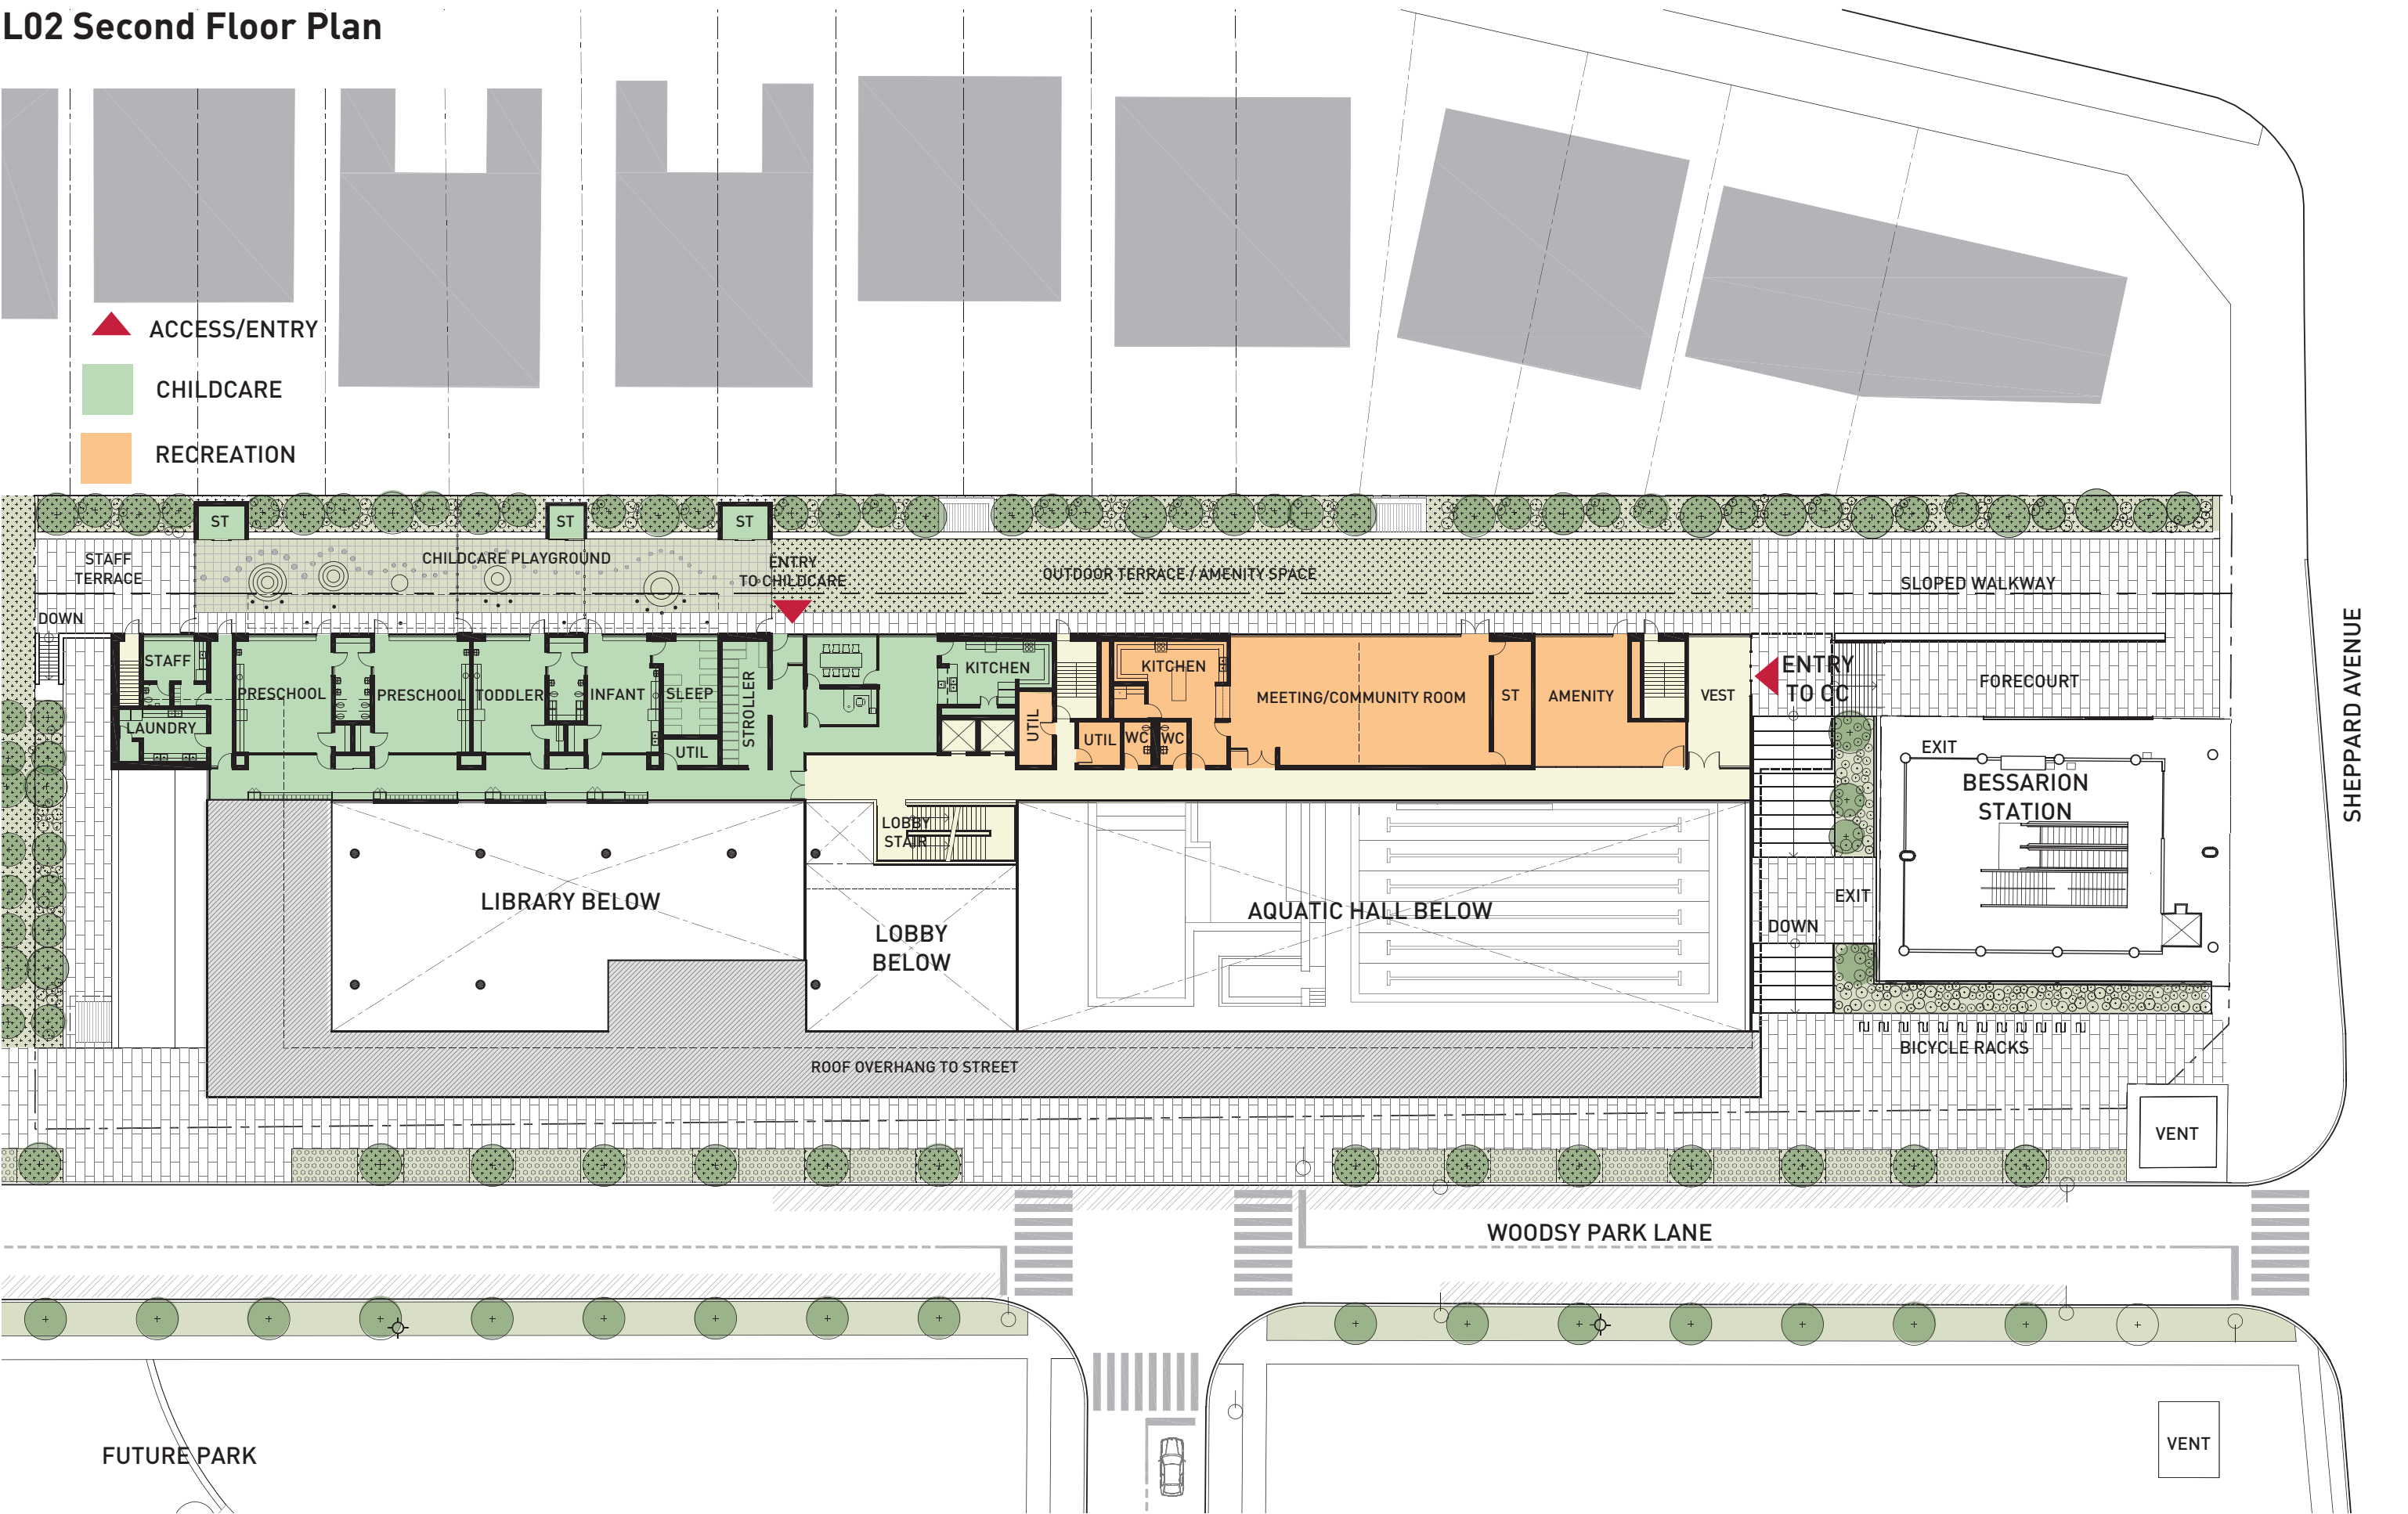 L02 Second Floor Plan
ACCESS/ENTRY
CHILDCARE
RECREATION
ST
ST
ST
STAFF
TERRACE
CHILDCARE PLAYGROUND
ENTRY
TO CHILDCARE
OUTDOOR TERRACE / AMENITY SPACE
SLOPED WALKWAY
DOWN
STAFF
PRESCHOOL
PRESCHOOL
TODDLER
INFANT
SLEEP
STROLLER
KITCHEN
KITCHEN
MEETING/COMMUNITY ROOM
ST
AMENITY
VEST
ENTRY
TO CC
FORECOURT
SHEPPARD AVENUE
LAUNDRY
UTIL
UTIL
UTIL
WC
WC
EXIT
BESSARION
STATION
LOBBY
STAIR
LIBRARY BELOW
LOBBY
BELOW
AQUATIC HALL BELOW
EXIT
DOWN
BICYCLE RACKS
ROOF OVERHANG TO STREET
VENT
WOODSY PARK LANE
FUTURE PARK
VENT